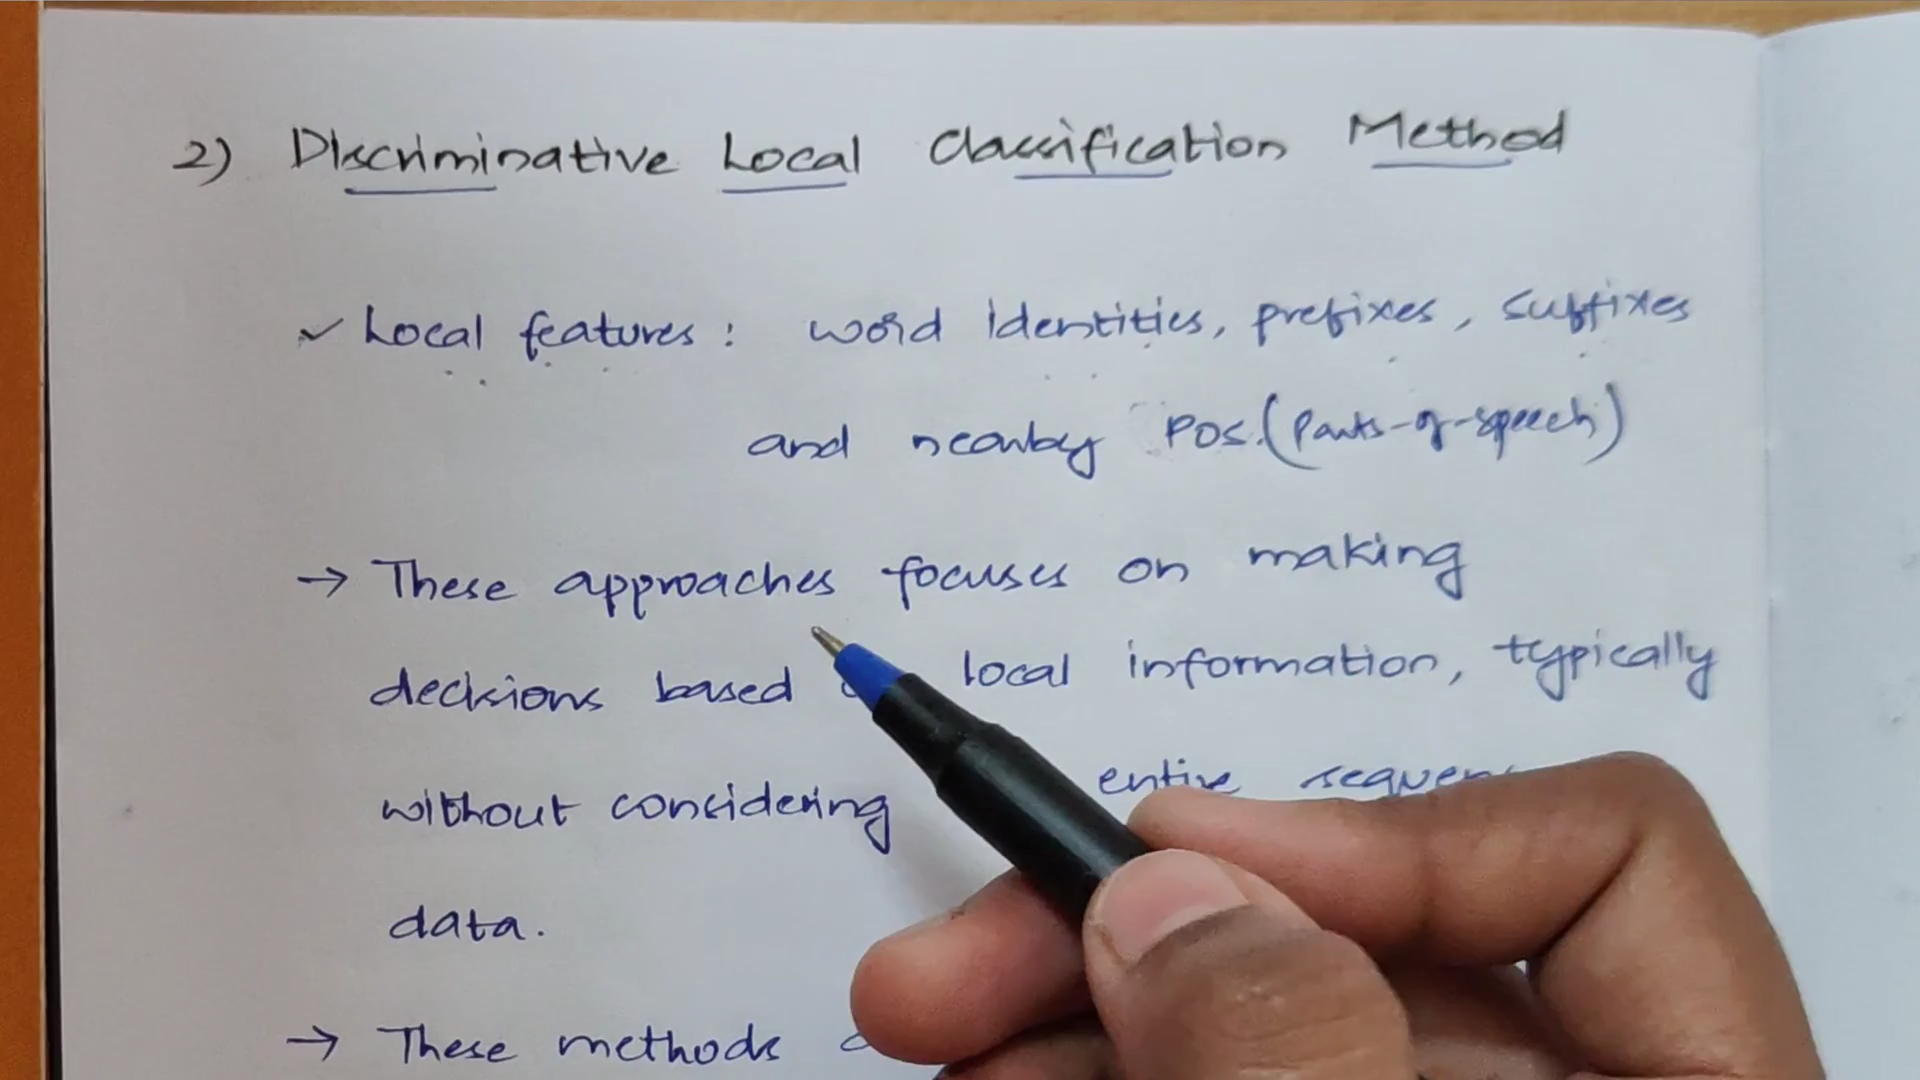 2) Discriminative Local Classification Method
✓ Local features : word identities, prefixes, suffixes
and nearby POS.(Parts-of-speech)
→ These approaches focuses on making
decisions based local information, typically
without considering entire
data.
→ These methods